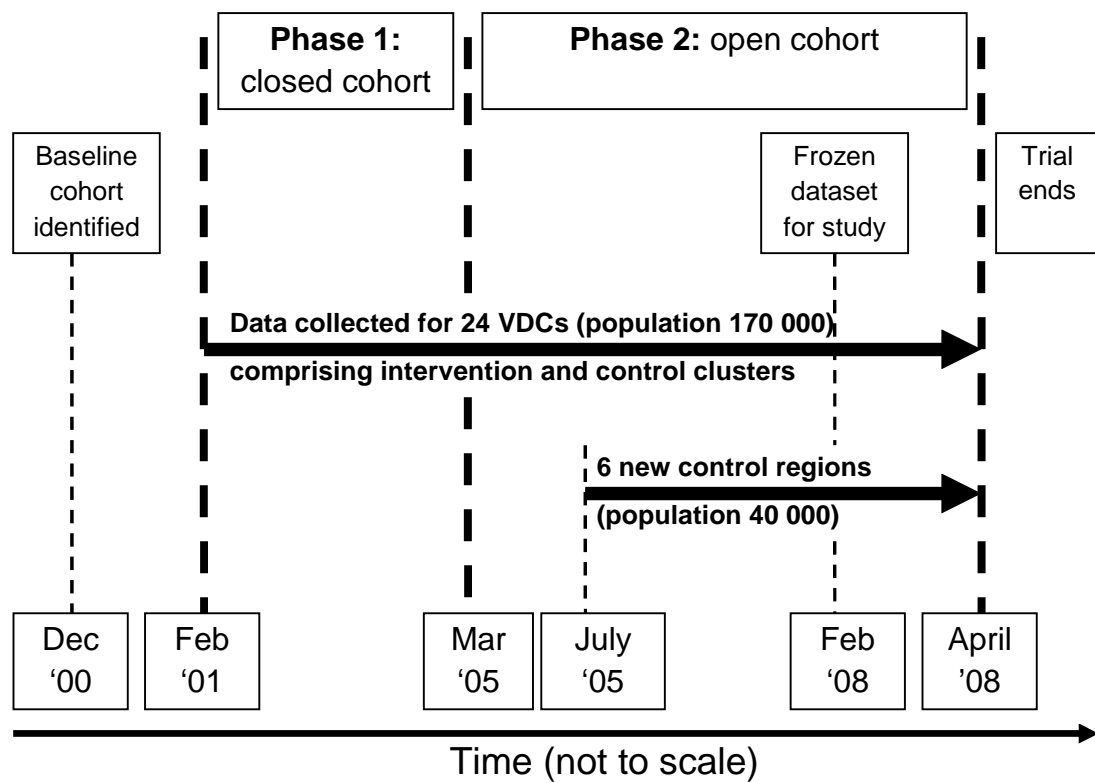 Phase 1:
closed cohort
Phase 2: open cohort
Baseline
cohort
identified
Frozen
dataset
for study
Trial
ends
Data collected for 24 VDCs (population 170 000)
comprising intervention and control clusters
6 new control regions
(population 40 000)
Dec
‘00
Feb
‘01
Mar
‘05
July
‘05
Feb
‘08
April
’08
Time (not to scale)